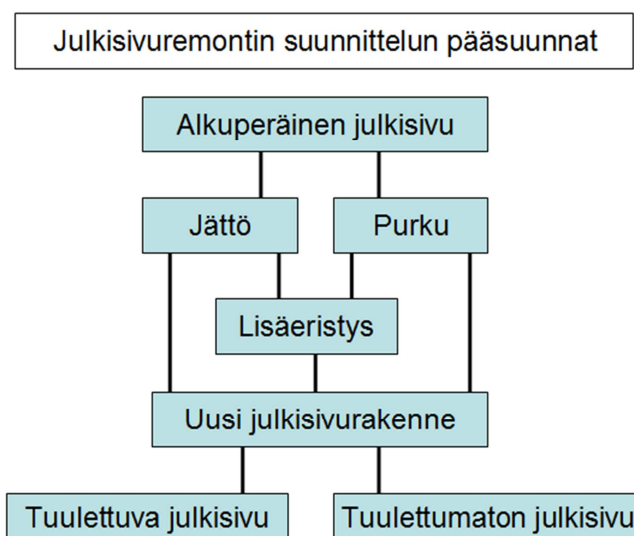 Julkisivuremontin suunnittelun pääsuunnat
Alkuperäinen julkisivu
Jättö
Purku
Lisäeristys
Uusi julkisivurakenne
Tuulettuva julkisivu
Tuulettumaton julkisivu